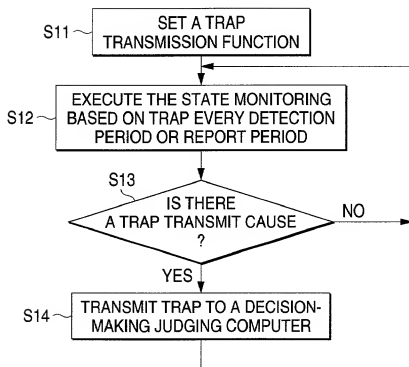 S11
SET A TRAP
TRANSMISSION FUNCTION
S12
EXECUTE THE STATE MONITORING
BASED ON TRAP EVERY DETECTION
PERIOD OR REPORT PERIOD
S13
IS THERE
A TRAP TRANSMIT CAUSE
?
NO
YES
S14
TRANSMIT TRAP TO A DECISION-
MAKING JUDGING COMPUTER